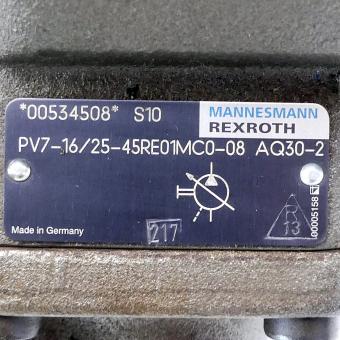 *00534508* S10
MANNESMANN
REXROTH
PV7-16/25-45RE01MC0-08 AQ30-2
Made in Germany
217
00005158
R
13